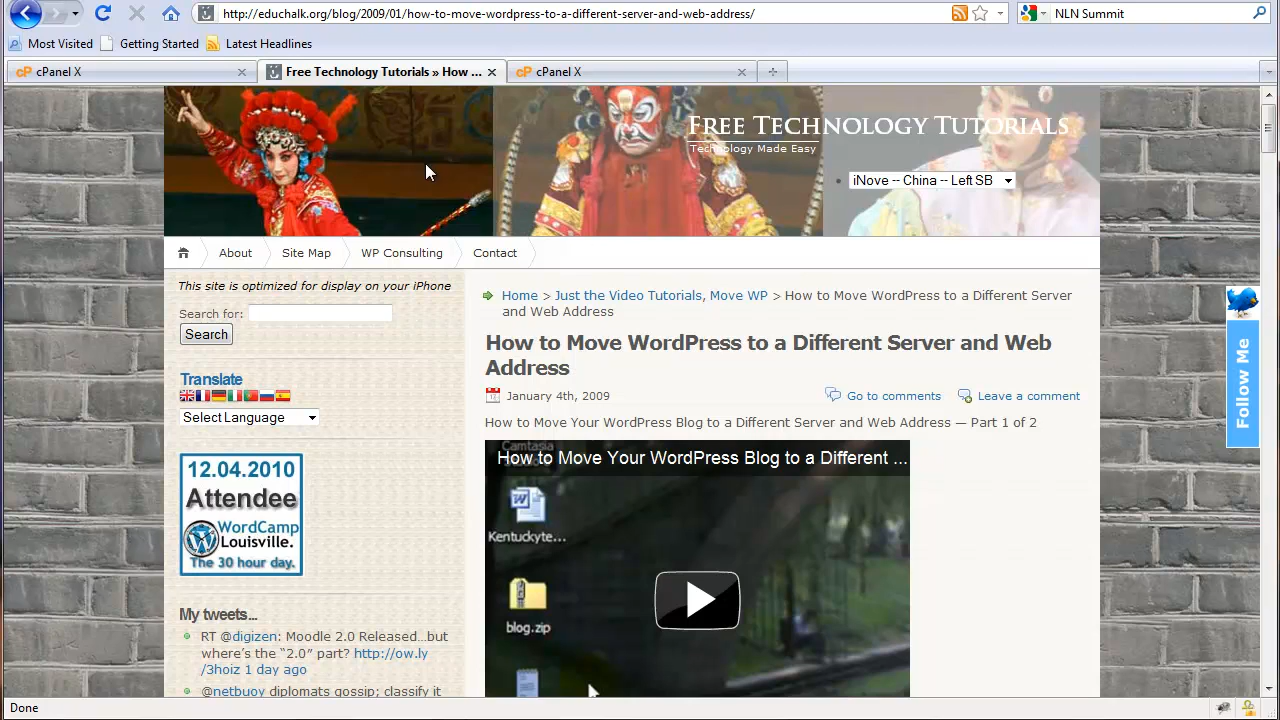 http://educhalk.org/blog/2009/01/how-to-move-wordpress-to-a-different-server-and-web-address/
NLN Summit
Most Visited
Getting Started
Latest Headlines
cP cPanel X
Free Technology Tutorials » How ...
cP cPanel X
Free Technology Tutorials
Technology Made Easy
iNove -- China -- Left SB
About
Site Map
WP Consulting
Contact
This site is optimized for display on your iPhone
Search for:
Search
Translate
Select Language
12.04.2010
Attendee
WordCamp
Louisville.
The 30 hour day.
My tweets...
RT @digizen: Moodle 2.0 Released...but
where's the "2.0" part? http://ow.ly
/3hoiz 1 day ago
@netbuoy diplomats gossip; classify it
Home > Just the Video Tutorials, Move WP > How to Move WordPress to a Different Server
and Web Address
How to Move WordPress to a Different Server and Web
Address
January 4th, 2009
Go to comments
Leave a comment
How to Move Your WordPress Blog to a Different Server and Web Address — Part 1 of 2
Camtasia
How to Move Your WordPress Blog to a Different ...
Kentuckyte...
blog.zip
Follow Me
Done